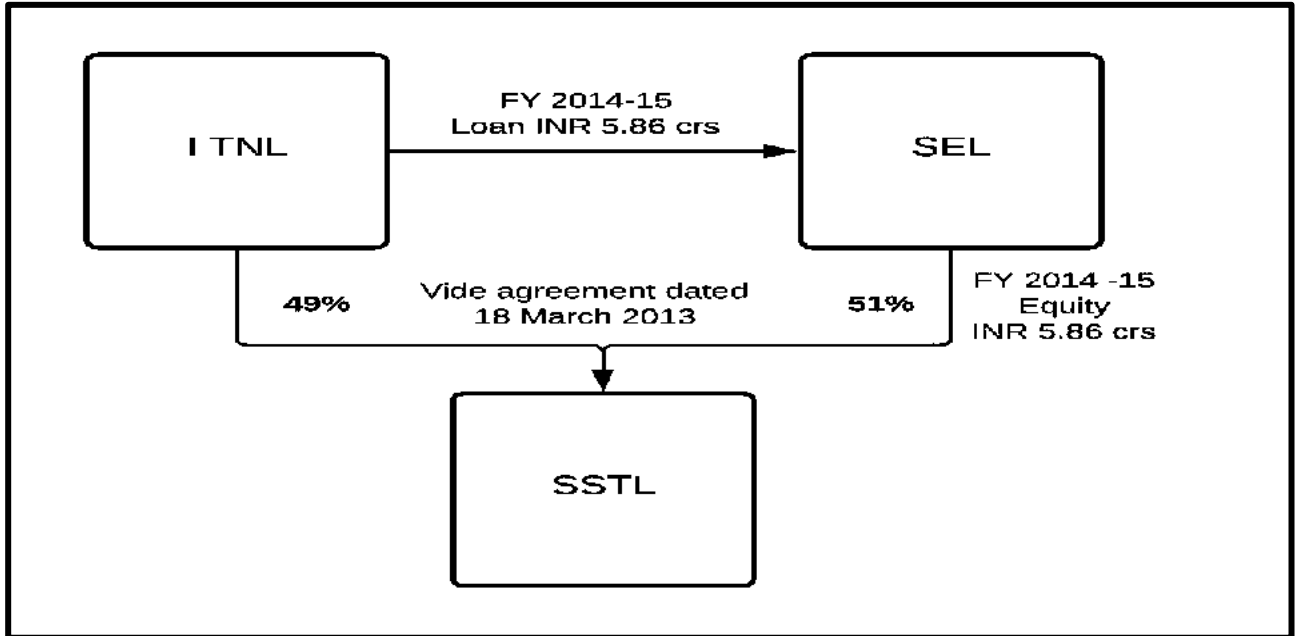 FY 2014-15
Loan INR 5.86 crs
I TNL
SEL
49%
Vide agreement dated
18 March 2013
51%
FY 2014 -15
Equity
INR 5.86 crs
SSTL